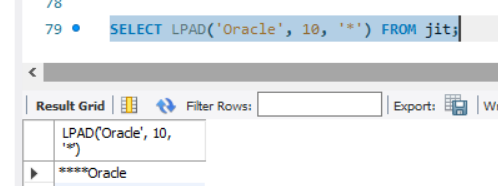 78
79 SELECT LPAD('Oracle', 10, '*') FROM jit;
Result Grid Filter Rows: Export:
LPAD('Oracle', 10,
'*')
****Oracle